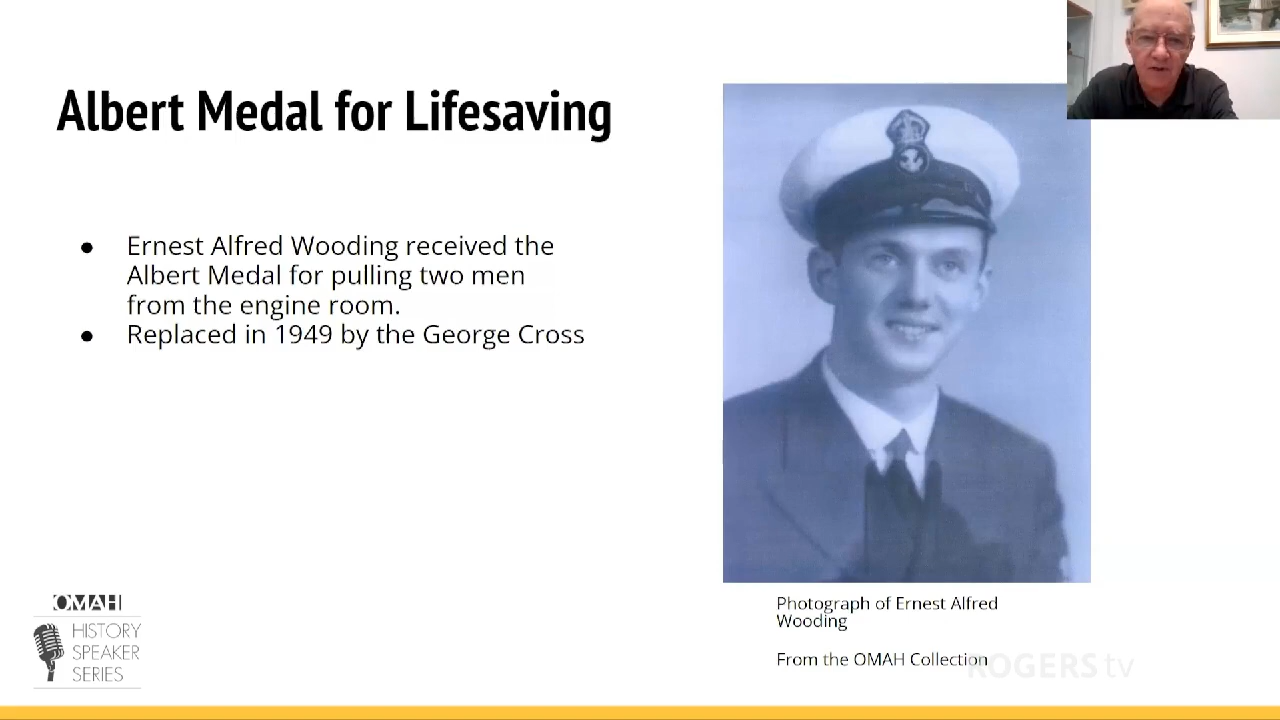 Albert Medal for Lifesaving
● Ernest Alfred Wooding received the
Albert Medal for pulling two men
from the engine room.
● Replaced in 1949 by the George Cross
Photograph of Ernest Alfred
Wooding
From the OMAH Collection
ROGERS tv
OMAH
HISTORY
SPEAKER
SERIES